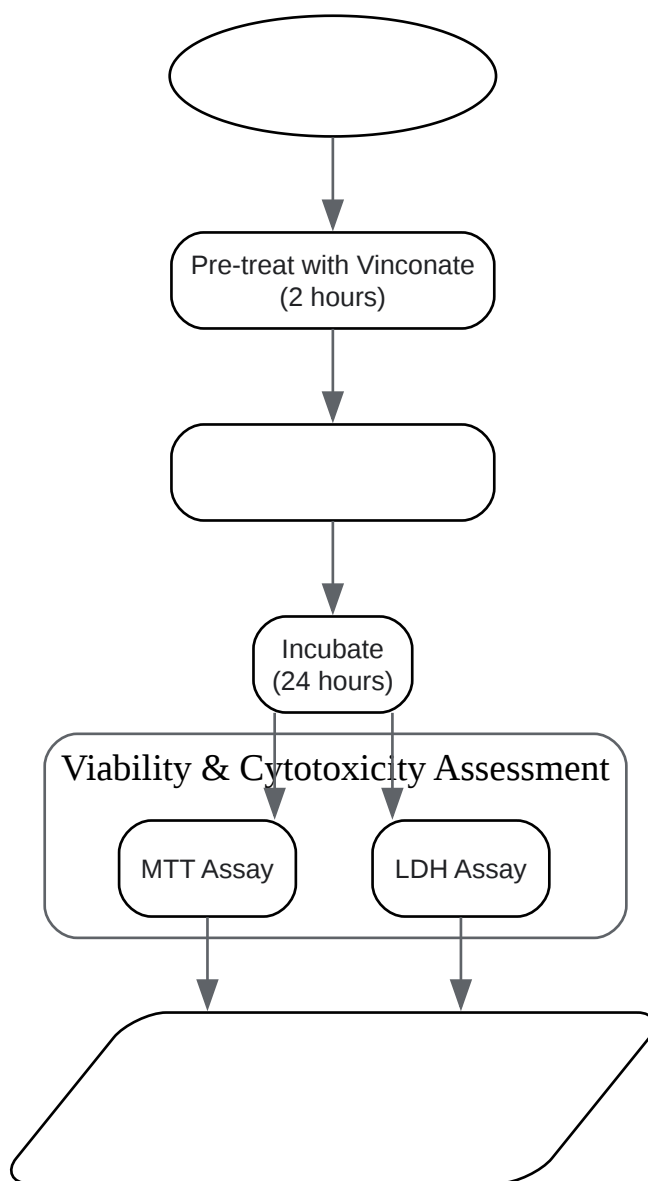 Pre-treat with Vinconate
(2 hours)
Incubate
(24 hours)
Viability & Cytotoxicity Assessment
MTT Assay
LDH Assay